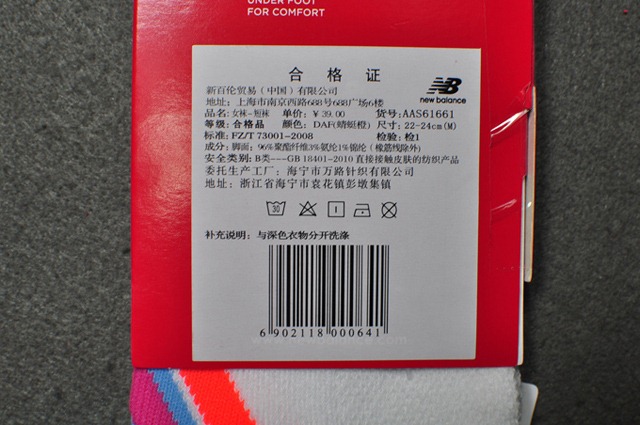 UNDER FOOT
FOR COMFORT
合格证
新百伦贸易（中国）有限公司
地址：上海市南京西路688号688广场6楼
new balance
品名：女袜-短袜 单价：￥39.00 货号：AAS61661
等级：合格品 颜色：DAF(蜻蜓橙) 尺寸：22-24cm(M)
标准：FZ/T 73001-2008 检验：检1
成分：脚面：96%聚酯纤维3%氨纶1%锦纶（橡筋线除外）
安全类别：B类---GB 18401-2010 直接接触皮肤的纺织产品
委托生产工厂：海宁市万路针织有限公司
地址：浙江省海宁市袁花镇彭墩集镇
30
补充说明：与深色衣物分开洗涤
6 902118 000641